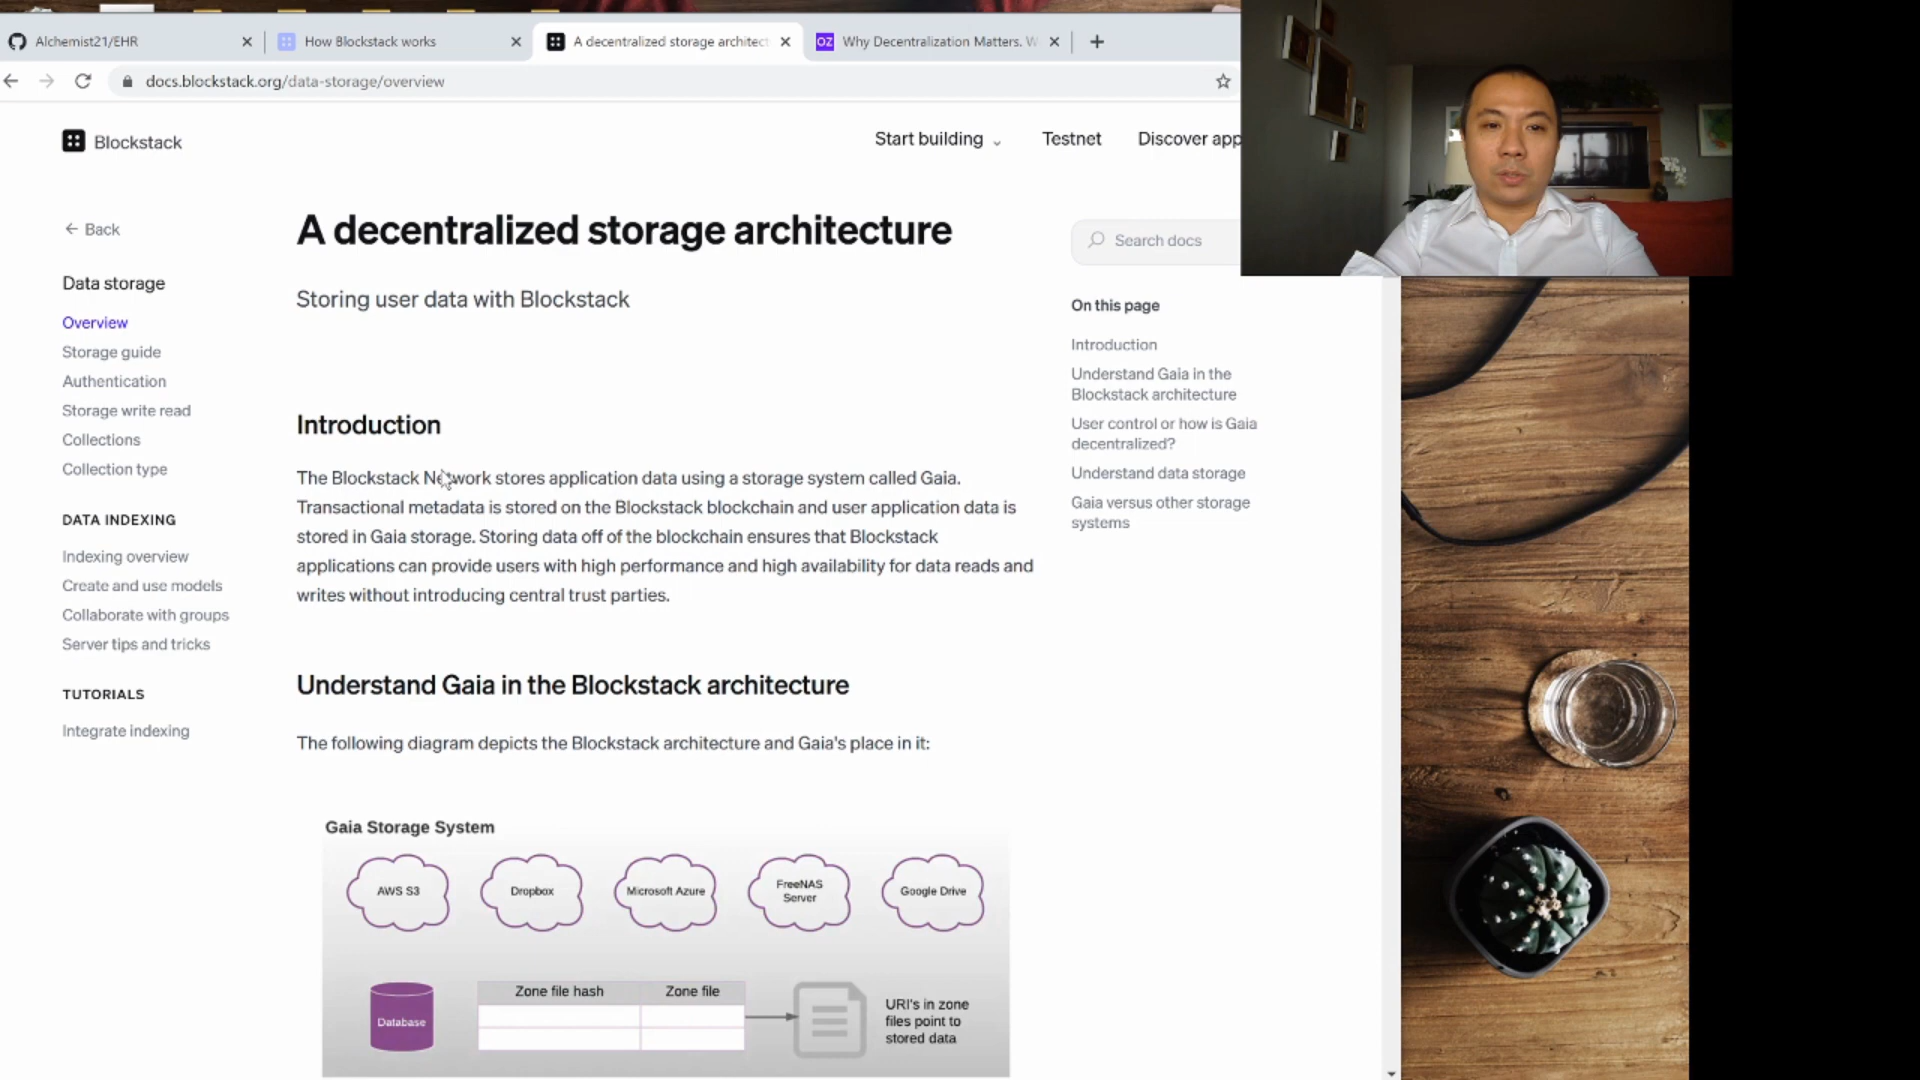 Alchemist21/EHR
How Blockstack works
A decentralized storage architect
OZ
Why Decentralization Matters. W
docs.blockstack.org/data-storage/overview
Blockstack
Start building
Testnet
Discover app
Back
Data storage
Overview
Storage guide
Authentication
Storage write read
Collections
Collection type
DATA INDEXING
Indexing overview
Create and use models
Collaborate with groups
Server tips and tricks
TUTORIALS
Integrate indexing
A decentralized storage architecture
Storing user data with Blockstack
Introduction
The Blockstack Network stores application data using a storage system called Gaia.
Transactional metadata is stored on the Blockstack blockchain and user application data is
stored in Gaia storage. Storing data off of the blockchain ensures that Blockstack
applications can provide users with high performance and high availability for data reads and
writes without introducing central trust parties.
Understand Gaia in the Blockstack architecture
The following diagram depicts the Blockstack architecture and Gaia's place in it:
Gaia Storage System
AWS S3
Dropbox
Microsoft Azure
FreeNAS
Server
Google Drive
Database
Zone file hash
Zone file
URI's in zone
files point to
stored data
Search docs
On this page
Introduction
Understand Gaia in the
Blockstack architecture
User control or how is Gaia
decentralized?
Understand data storage
Gaia versus other storage
systems